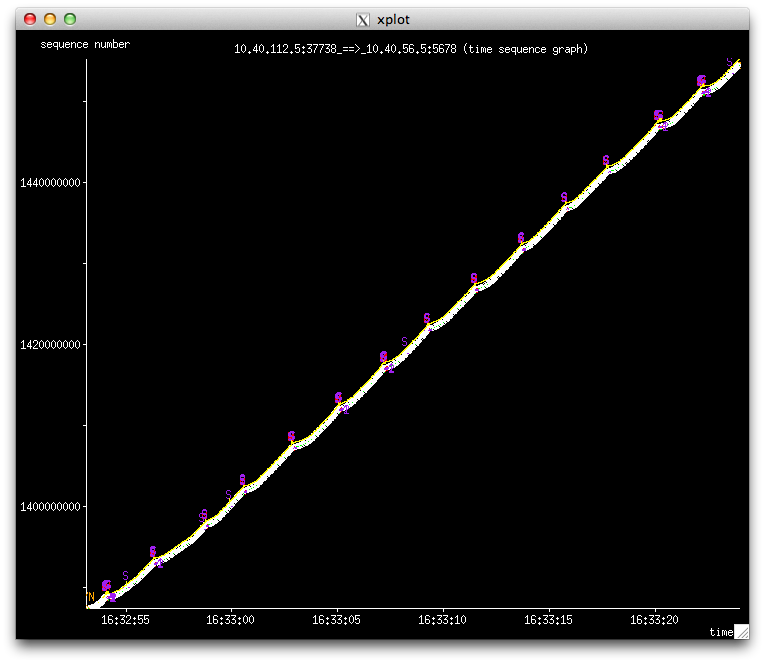 X xplot
sequence number
10.40.112.5:37738_==>_10.40.56.5:5678 (time sequence graph)
1440000000
1420000000
1400000000
S
S
S
S
S
S
S
N
16:32:55 16:33:00 16:33:05 16:33:10 16:33:15 16:33:20
time